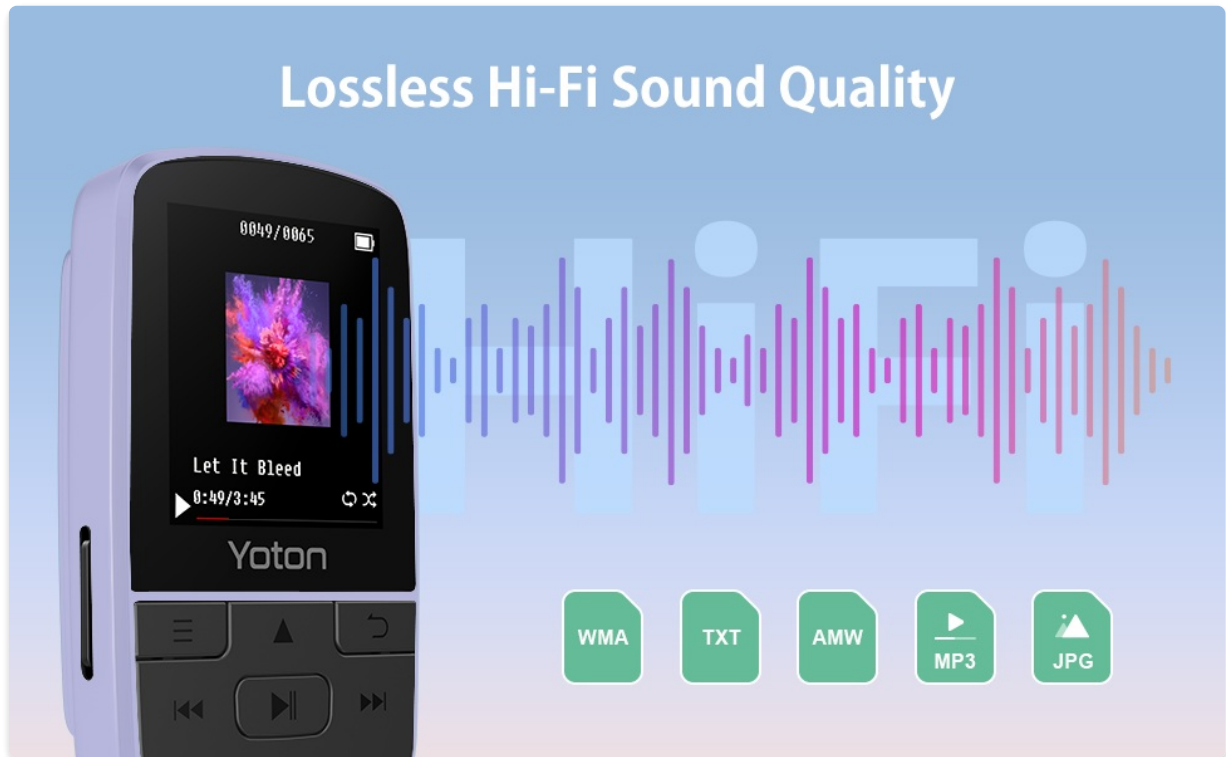 Lossless Hi-Fi Sound Quality
0049/0065
HiFi
Let It Bleed
0:49/3:45
Yoton
WMA
TXT
AMW
MP3
JPG